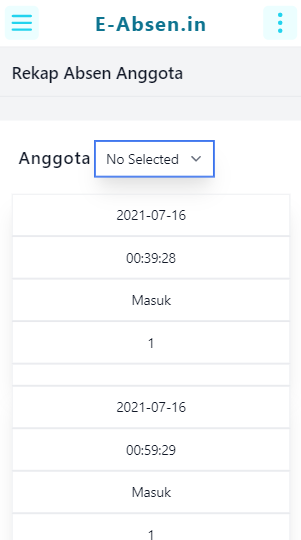 E-Absen.in
Rekap Absen Anggota
Anggota No Selected
2021-07-16
00:39:28
Masuk
1
2021-07-16
00:59:29
Masuk
1